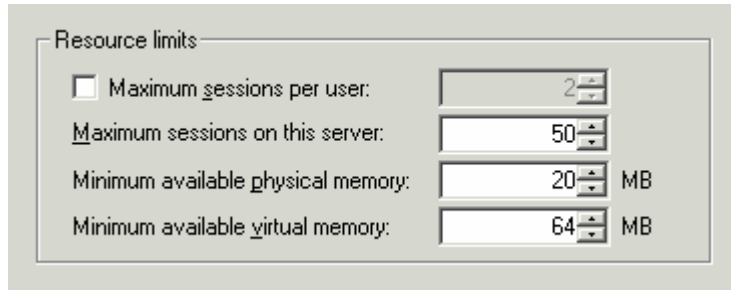 Resource limits
Maximum sessions per user: 2
Maximum sessions on this server: 50
Minimum available physical memory: 20 MB
Minimum available virtual memory: 64 MB